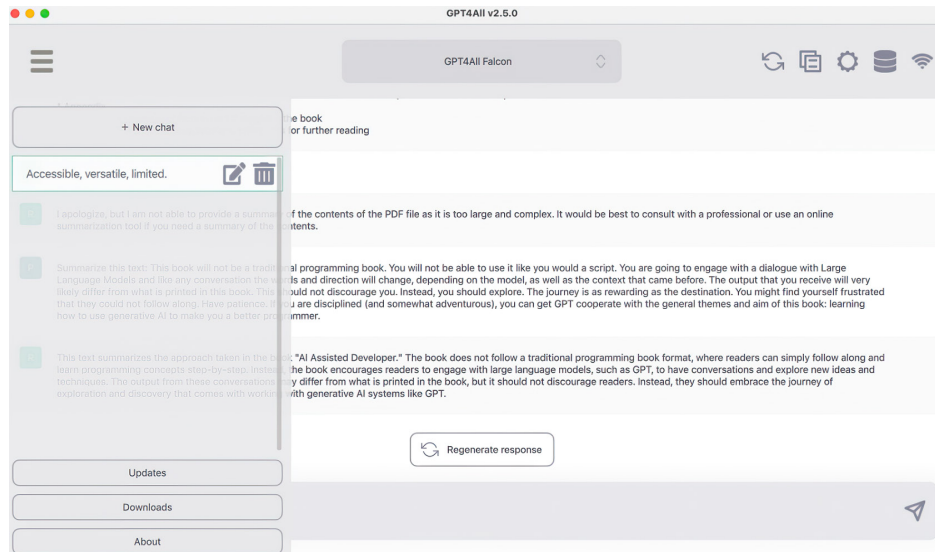 GPT4All v2.5.0
GPT4All Falcon
e book
or further reading
+ New chat
Accessible, versatile, limited.
I apologize, but I am not able to provide a summary of the contents of the PDF file as it is too large and complex. It would be best to consult with a professional or use an online
summarization tool if you need a summary of the contents.
Summarize this text: This book will not be a traditional programming book. You will not be able to use it like you would a script. You are going to engage with a dialogue with Large
Language Models and like any conversation the words and direction will change, depending on the model, as well as the context that came before. The output that you receive will very
likely differ from what is printed in this book. This should not discourage you. Instead, you should explore. The journey is as rewarding as the destination. You might find yourself frustrated
that they could not follow along. Have patience, if you are disciplined (and somewhat adventurous), you can get GPT cooperate with the general themes and aim of this book: learning
how to use generative AI to make you a better programmer.
This text summarizes the approach taken in the book "AI Assisted Developer." The book does not follow a traditional programming book format, where readers can simply follow along and
learn programming concepts step-by-step. Instead, the book encourages readers to engage with large language models, such as GPT, to have conversations and explore new ideas and
techniques. The output from these conversations may differ from what is printed in the book, but it should not discourage readers. Instead, they should embrace the journey of
exploration and discovery that comes with working with generative AI systems like GPT.
Regenerate response
Updates
Downloads
About